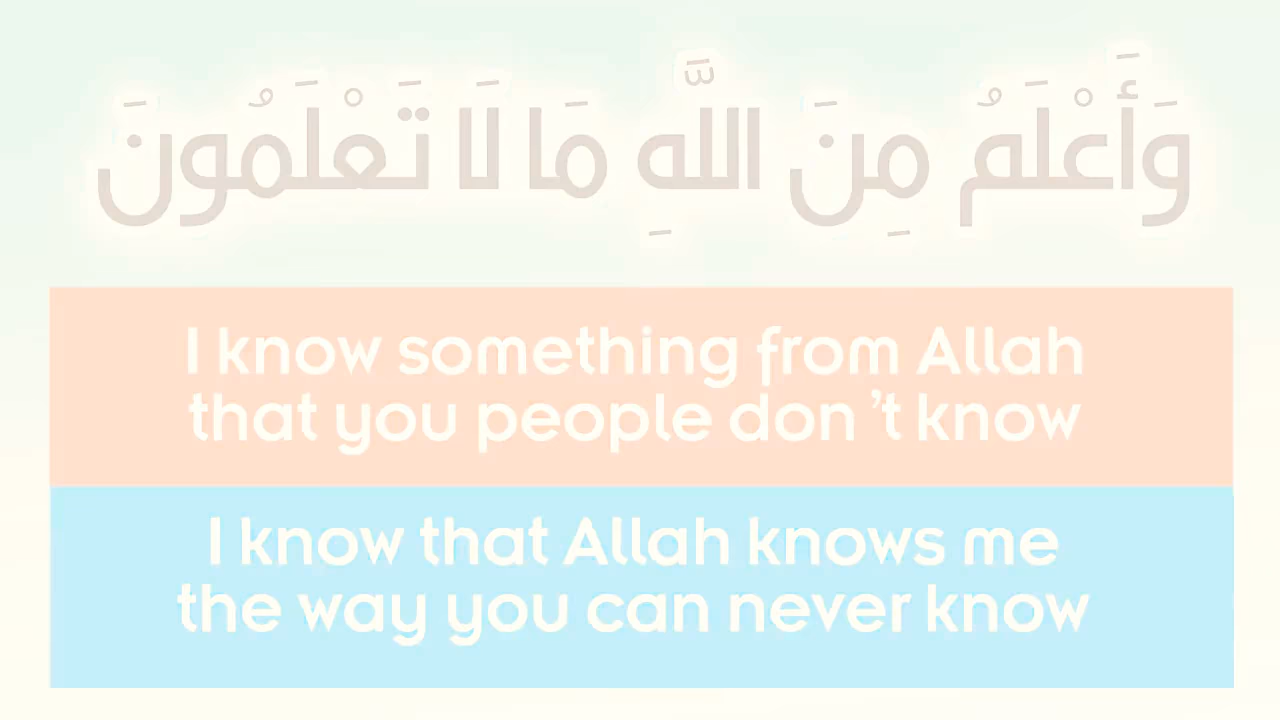 وَأَعْلَمُ مِنَ اللَّهِ مَا لَا تَعْلَمُونَ
I know something from Allah
that you people don 't know
I know that Allah knows me
the way you can never know